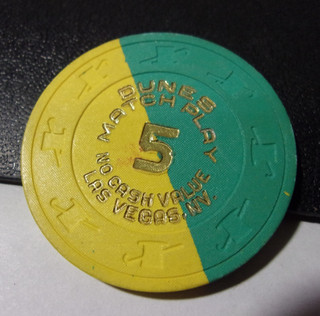 DUNES
MATCH PLAY
5
NO CASH VALUE
LAS VEGAS, NV.